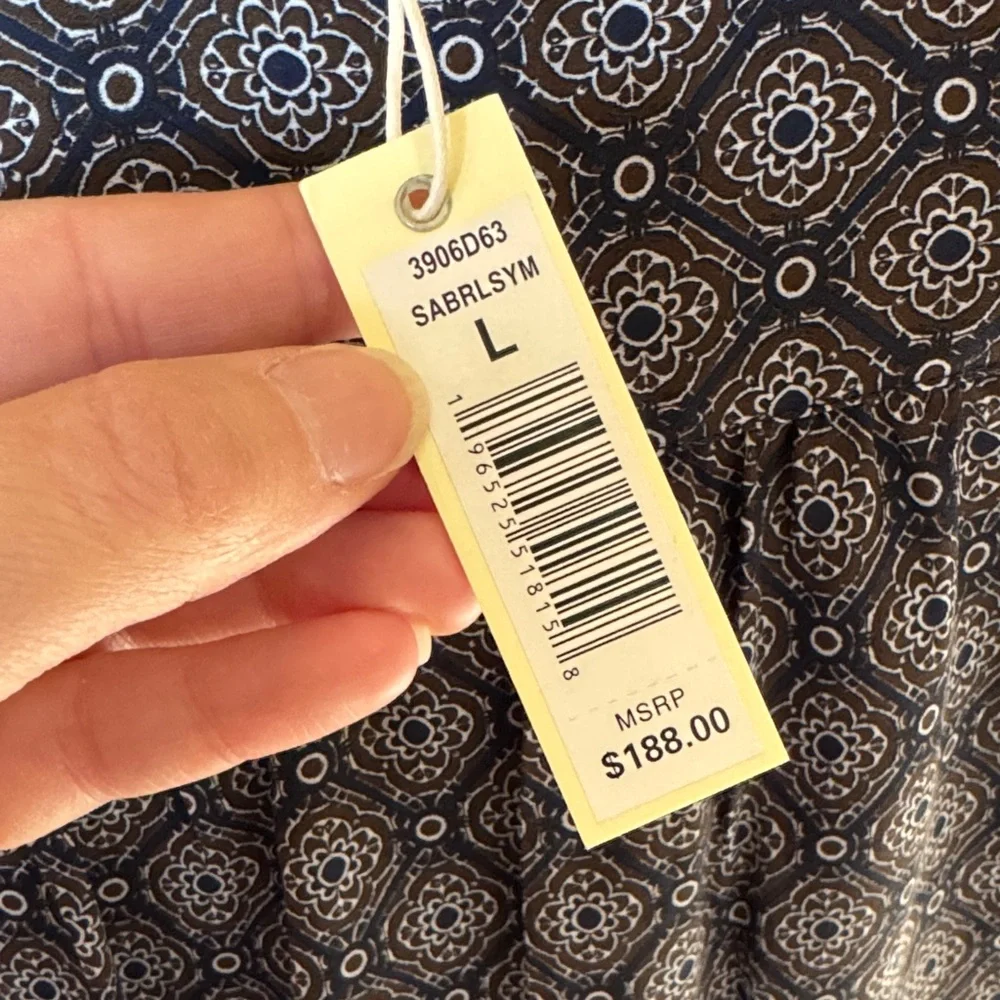 3906D63
SABRLSYM
L
1 96525 51815 8
MSRP
$188.00